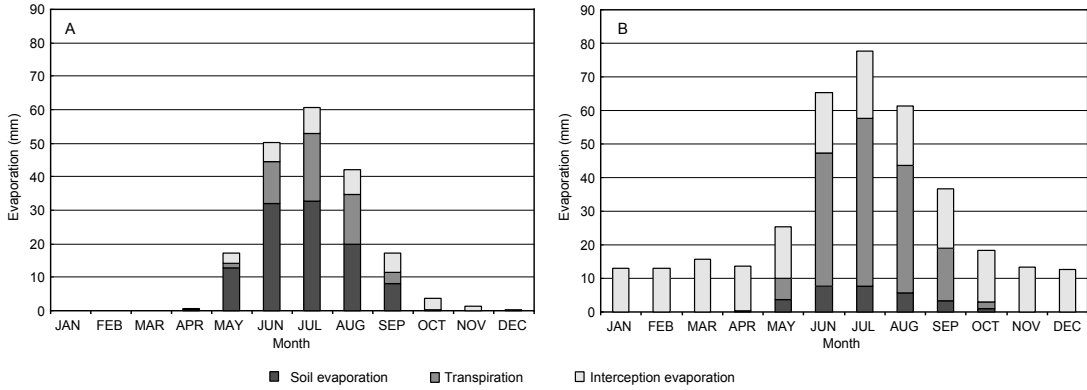 A
90
80
70
60
50
40
30
20
10
0
Evaporation (mm)
JAN FEB MAR APR MAY JUN JUL AUG SEP OCT NOV DEC
Month
B
90
80
70
60
50
40
30
20
10
0
Evaporation (mm)
JAN FEB MAR APR MAY JUN JUL AUG SEP OCT NOV DEC
Month
Soil evaporation Transpiration Interception evaporation